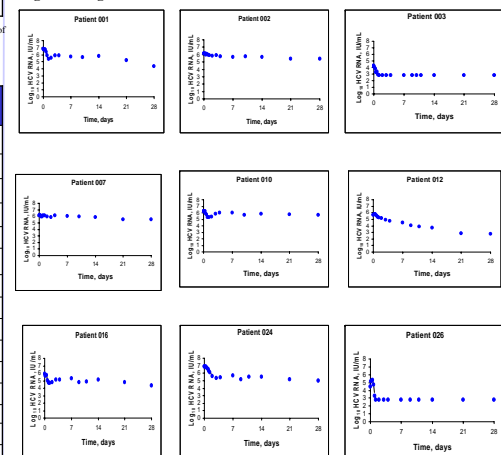 of
Patient 001
Log10 HCV RNA, IU/mL
8
7
6
5
4
3
2
1
0
0 7 14 21 28
Time, days
Patient 002
Log10 HCV RNA, IU/mL
8
7
6
5
4
3
2
1
0
0 7 14 21 28
Time, days
Patient 003
Log10 HCV RNA, IU/mL
8
7
6
5
4
3
2
1
0
0 7 14 21 28
Time, days
Patient 007
Log10 HCV RNA, IU/mL
8
7
6
5
4
3
2
1
0
0 7 14 21 28
Time, days
Patient 010
Log10 HCV RNA, IU/mL
8
7
6
5
4
3
2
1
0
0 7 14 21 28
Time, days
Patient 012
Log10 HCV RNA, IU/mL
8
7
6
5
4
3
2
1
0
0 7 14 21 28
Time, days
Patient 016
Log10 HCV RNA, IU/mL
8
7
6
5
4
3
2
1
0
0 7 14 21 28
Time, days
Patient 024
Log10 HCV RNA, IU/mL
8
7
6
5
4
3
2
1
0
0 7 14 21 28
Time, days
Patient 026
Log10 HCV RNA, IU/mL
8
7
6
5
4
3
2
1
0
0 7 14 21 28
Time, days